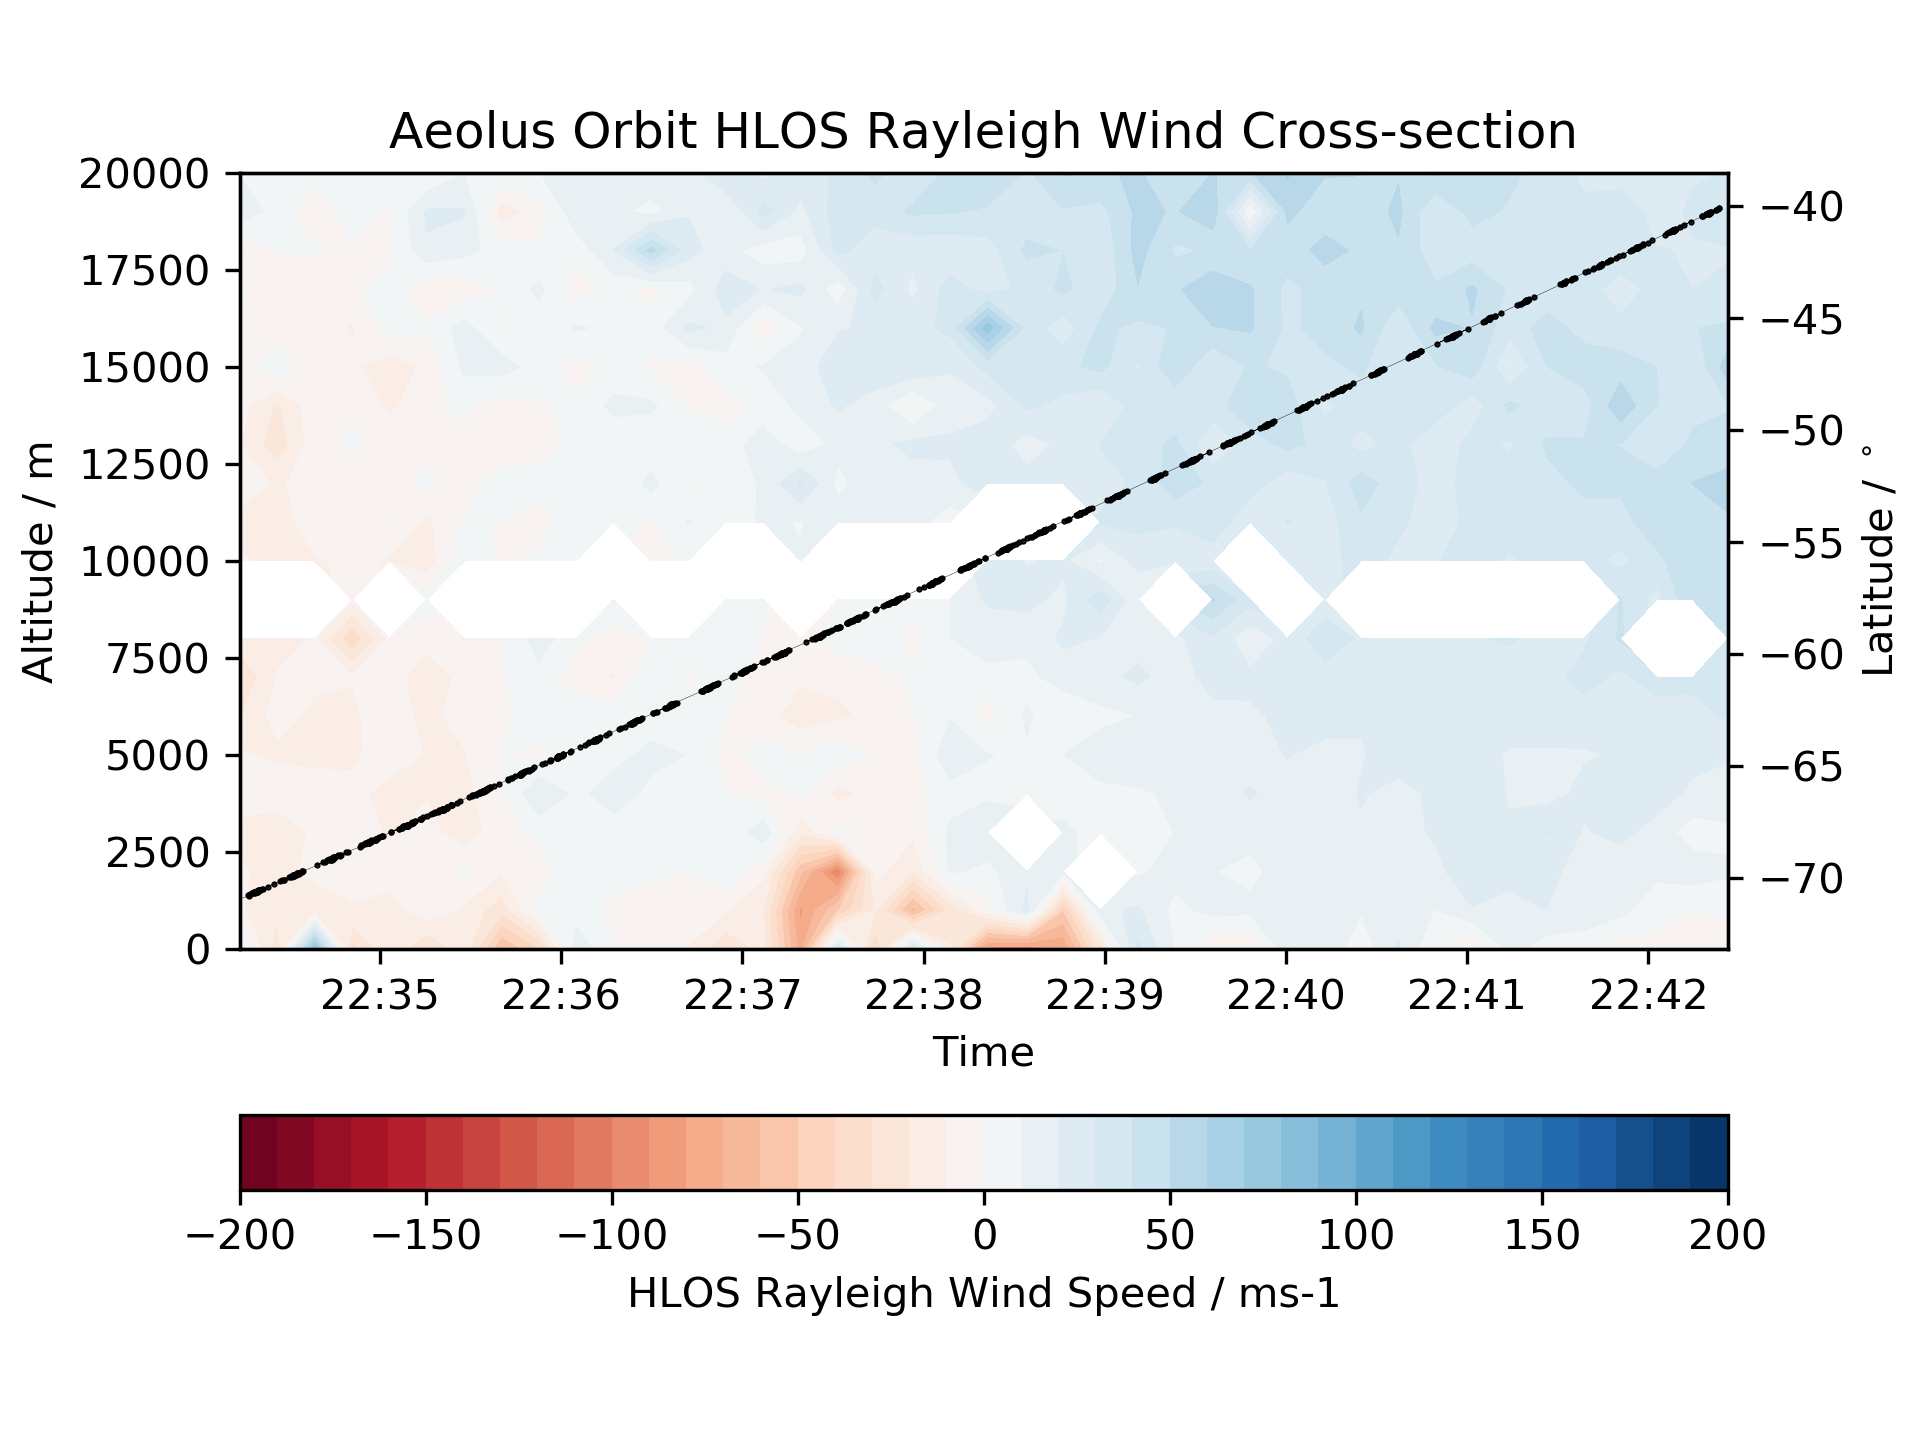 Aeolus Orbit HLOS Rayleigh Wind Cross-section
20000
17500
15000
12500
10000
7500
5000
2500
0
Altitude / m
−40
−45
−50
−55
−60
−65
−70
Latitude / °
22:35 22:36 22:37 22:38 22:39 22:40 22:41 22:42
Time
−200 −150 −100 −50 0 50 100 150 200
HLOS Rayleigh Wind Speed / ms-1